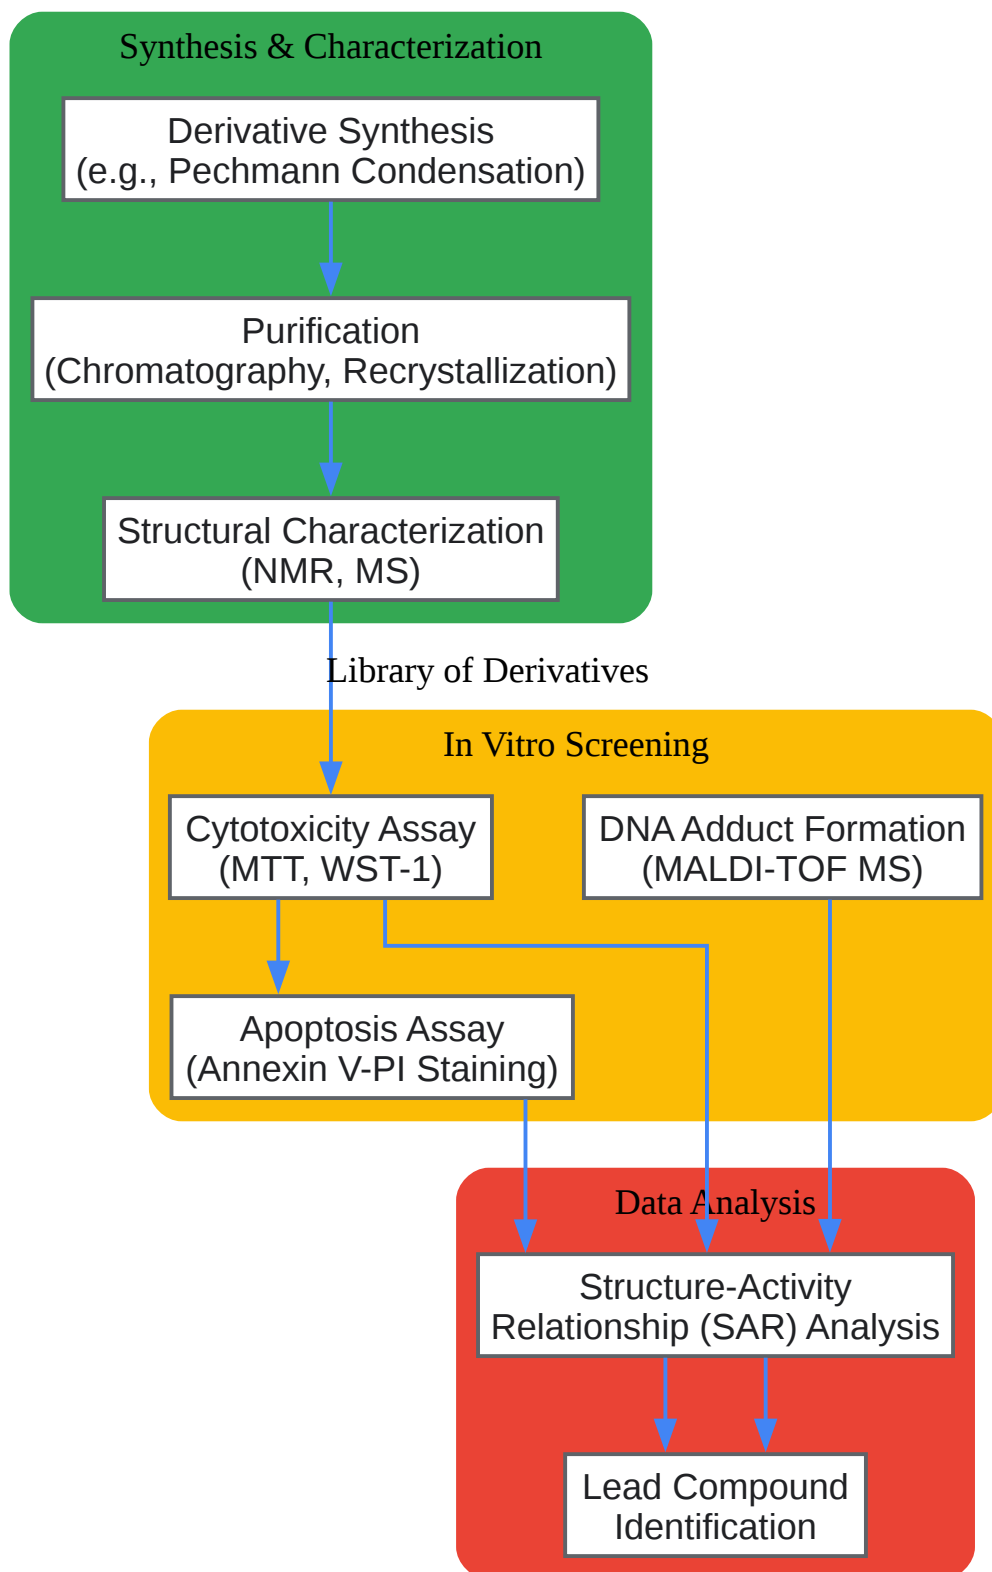 Synthesis & Characterization
Derivative Synthesis
(e.g., Pechmann Condensation)
Purification
(Chromatography, Recrystallization)
Structural Characterization
(NMR, MS)
Library of Derivatives
In Vitro Screening
Cytotoxicity Assay
(MTT, WST-1)
DNA Adduct Formation
(MALDI-TOF MS)
Apoptosis Assay
(Annexin V-PI Staining)
Data Analysis
Structure-Activity
Relationship (SAR) Analysis
Lead Compound
Identification